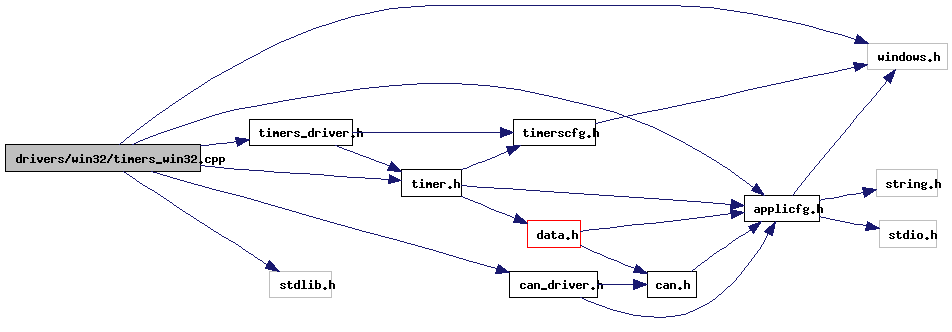 windows.h
timers_driver.h
timerscfg.h
drivers/win32/timers_win32.cpp
timer.h
string.h
applicfg.h
data.h
stdio.h
stdlib.h
can_driver.h
can.h